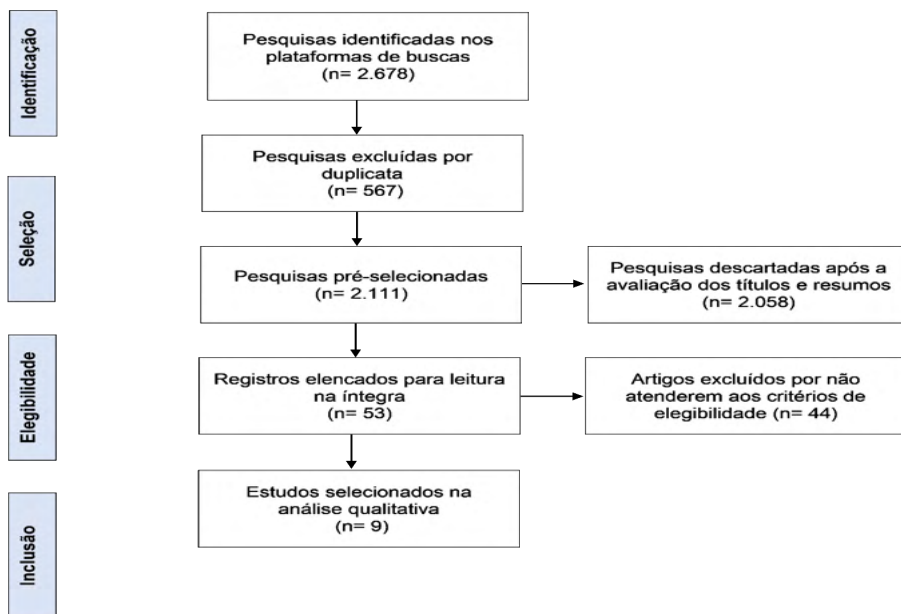 Identificação
Pesquisas identificadas nos
plataformas de buscas
(n= 2.678)
Pesquisas excluídas por
duplicata
(n= 567)
Seleção
Pesquisas pré-selecionadas
(n= 2.111)
Pesquisas descartadas após a
avaliação dos títulos e resumos
(n= 2.058)
Elegibilidade
Registros elencados para leitura
na íntegra
(n= 53)
Artigos excluídos por não
atenderem aos critérios de
elegibilidade (n= 44)
Inclusão
Estudos selecionados na
análise qualitativa
(n= 9)